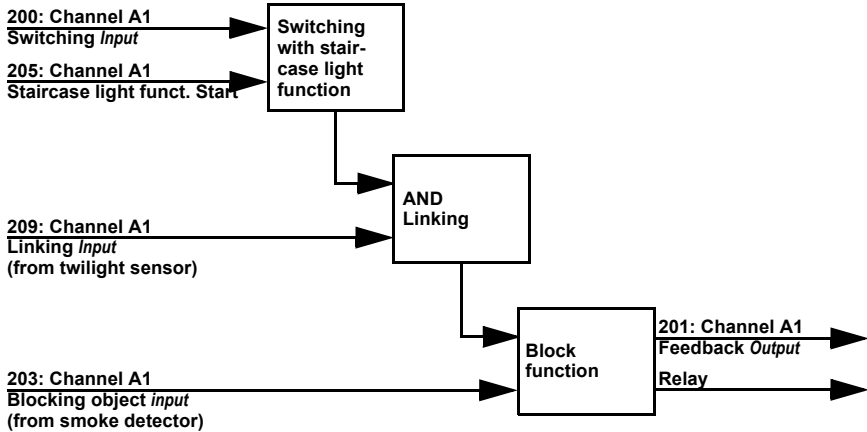 200: Channel A1
Switching Input
205: Channel A1
Staircase light funct. Start
Switching
with stair-
case light
function
AND
Linking
209: Channel A1
Linking Input
(from twilight sensor)
Block
function
201: Channel A1
Feedback Output
Relay
203: Channel A1
Blocking object input
(from smoke detector)